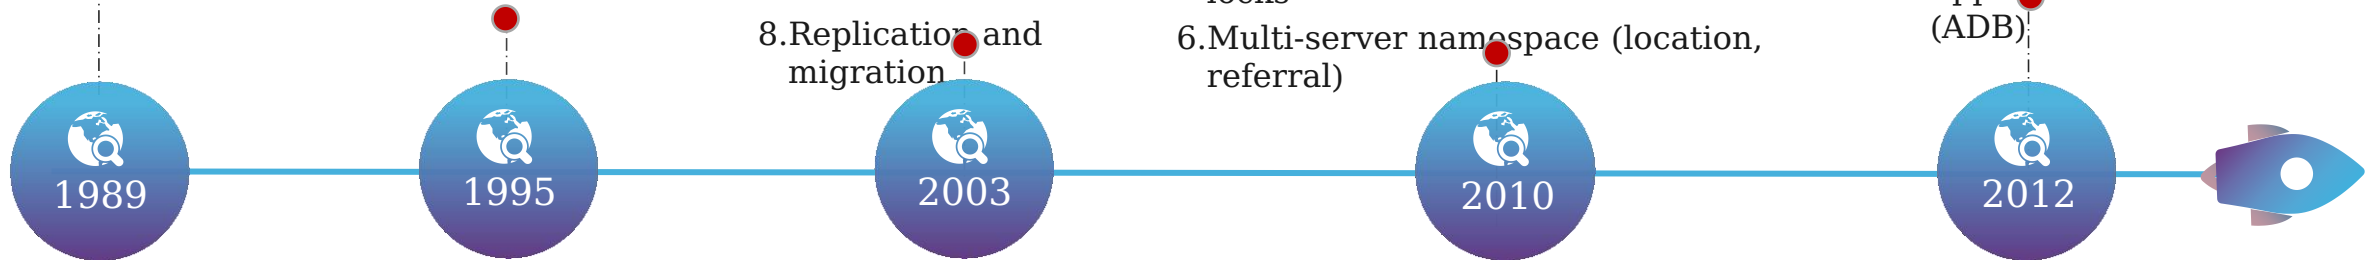 8.Replication and
migration
6.Multi-server namespace (location,
referral)
(ADB)
1989
1995
2003
2010
2012